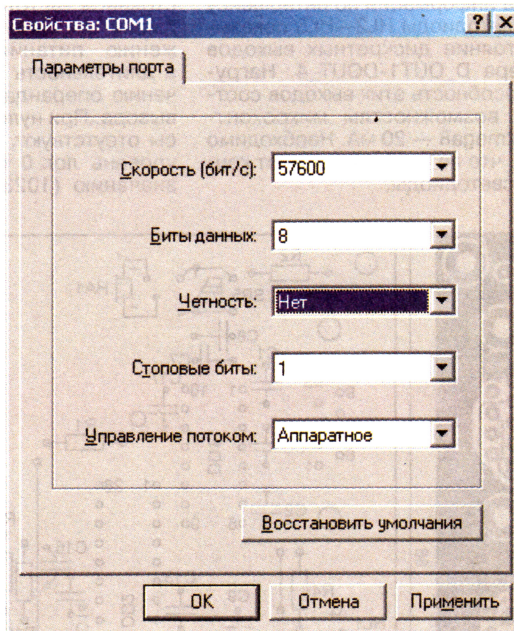 Свойства: COM1
Параметры порта
Скорость (бит/с): 57600
Биты данных: 8
Четность: Нет
Стоповые биты: 1
Управление потоком: Аппаратное
Восстановить умолчания
ОК Отмена Применить